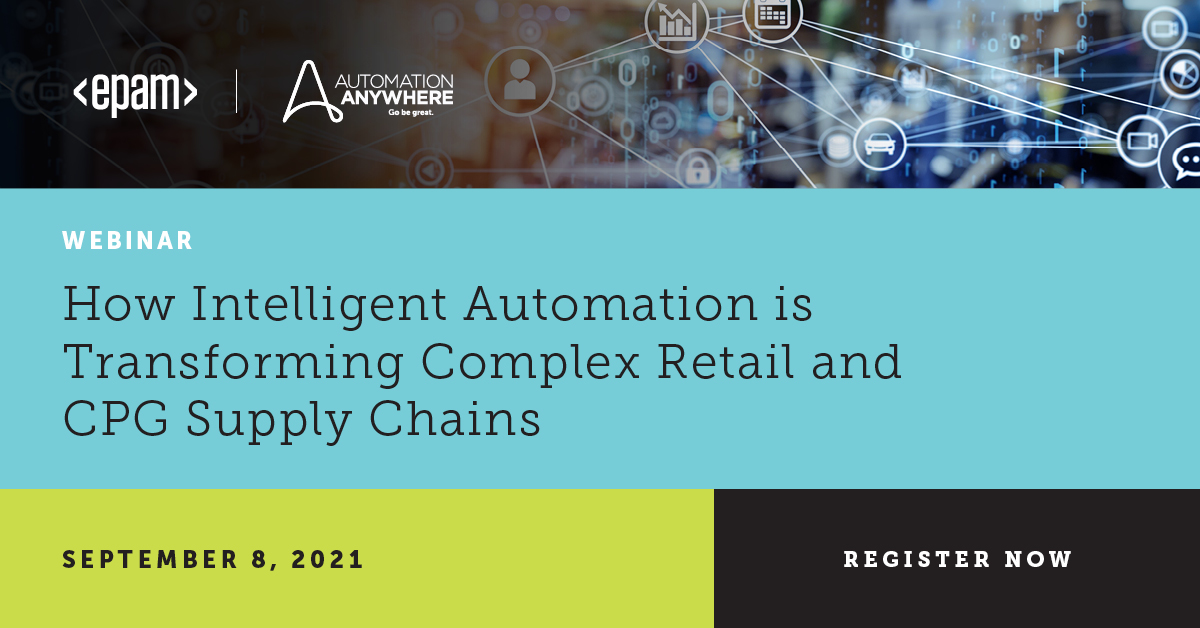 <epam>
AUTOMATION
ANYWHERE
Go be great.
WEBINAR
How Intelligent Automation is
Transforming Complex Retail and
CPG Supply Chains
SEPTEMBER 8, 2021
REGISTER NOW